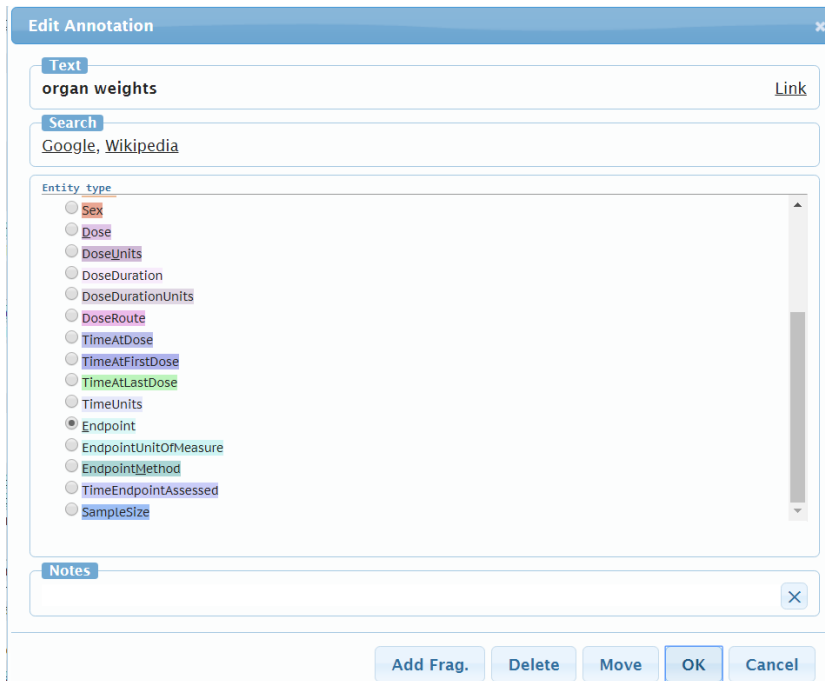 Edit Annotation
Text
organ weights Link
Search
Google, Wikipedia
Entity type
Sex
Dose
DoseUnits
DoseDuration
DoseDurationUnits
DoseRoute
TimeAtDose
TimeAtFirstDose
TimeAtLastDose
TimeUnits
Endpoint
EndpointUnitOfMeasure
EndpointMethod
TimeEndpointAssessed
SampleSize
Notes
Add Frag. Delete Move OK Cancel